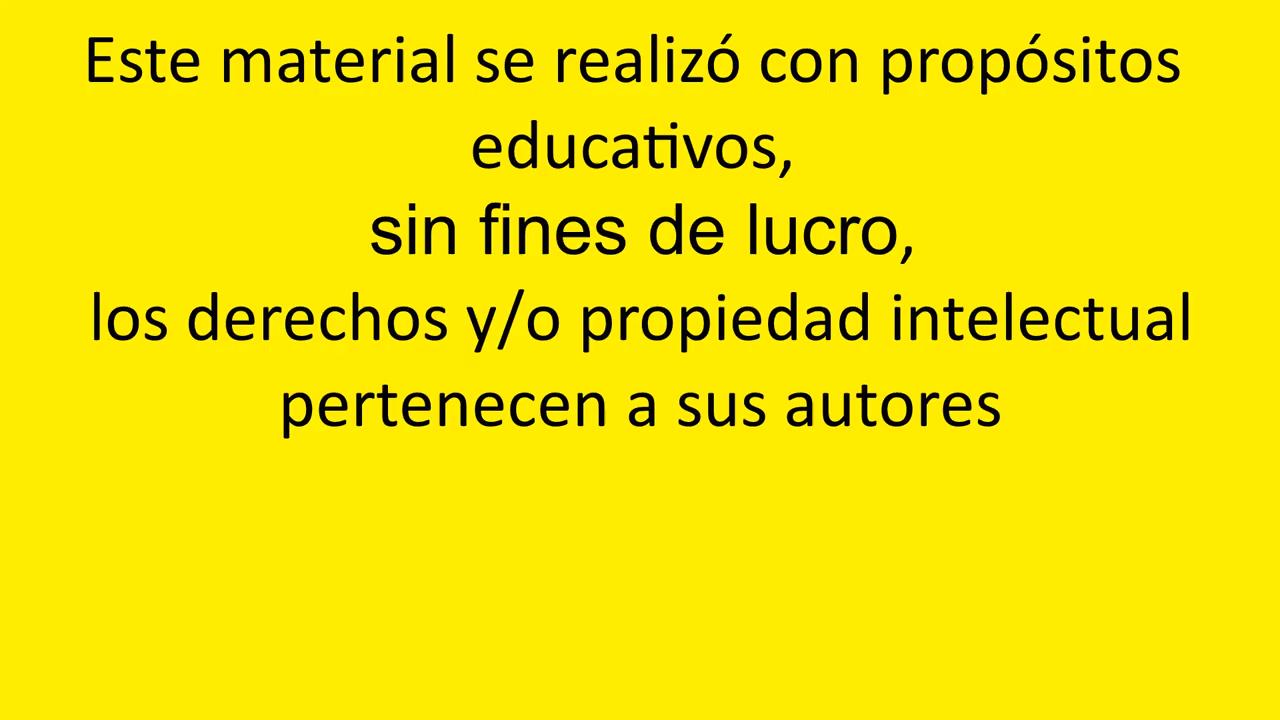 Este material se realizó con propósitos
educativos,
sin fines de lucro,
los derechos y/o propiedad intelectual
pertenecen a sus autores